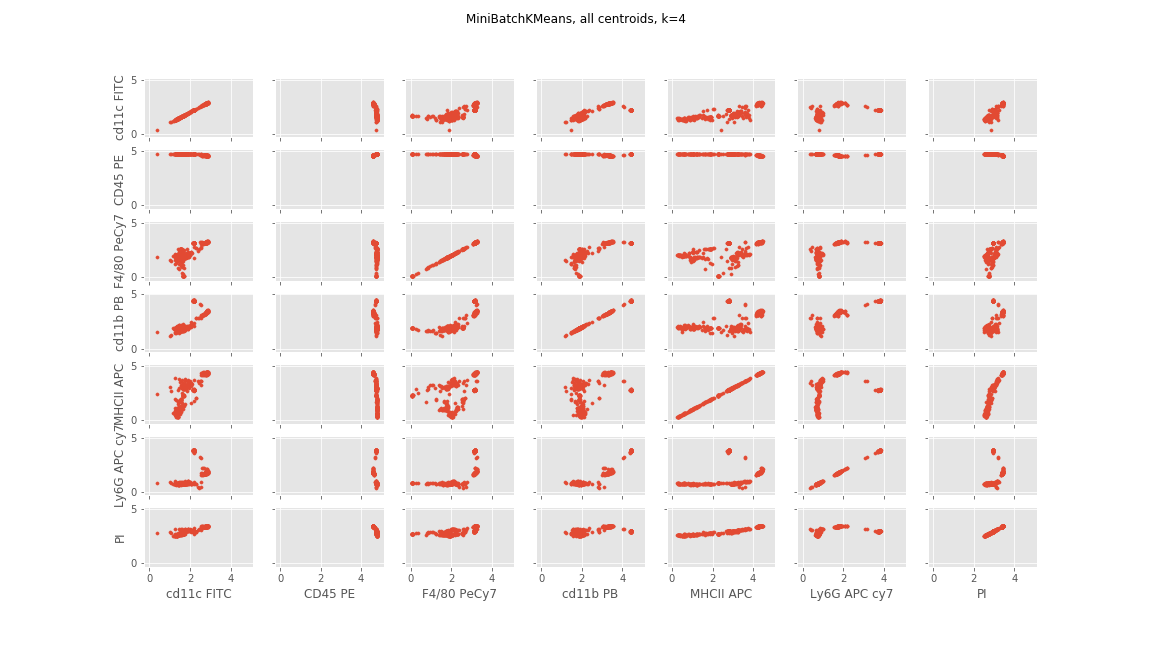 MiniBatchKMeans, all centroids, k=4
cd11c FITC
5
0
CD45 PE
5
0
F4/80 PeCy7
5
0
cd11b PB
5
0
MHCII APC
5
0
Ly6G APC cy7
5
0
PI
5
0
0 2 4 0 2 4 0 2 4 0 2 4 0 2 4 0 2 4 0 2 4
cd11c FITC CD45 PE F4/80 PeCy7 cd11b PB MHCII APC Ly6G APC cy7 PI